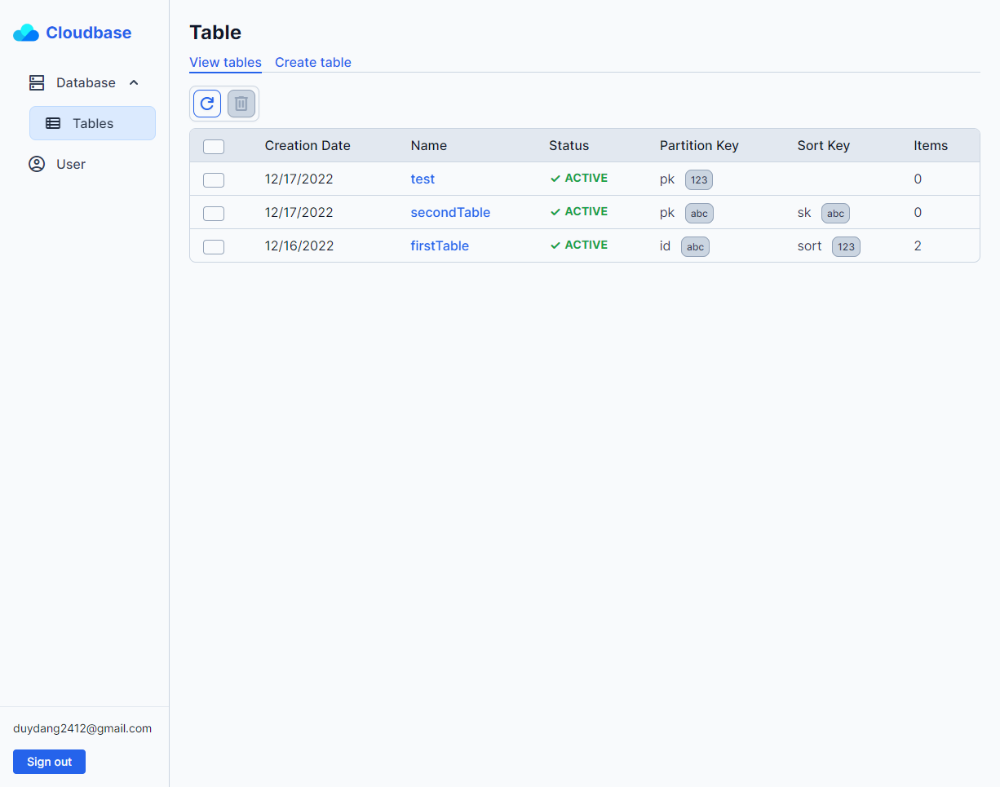 Cloudbase
Database
Tables
User
duydang2412@gmail.com
Sign out
Table
View tables Create table
Creation Date Name Status Partition Key Sort Key Items
12/17/2022 test ACTIVE pk 123 0
12/17/2022 secondTable ACTIVE pk abc sk abc 0
12/16/2022 firstTable ACTIVE id abc sort 123 2